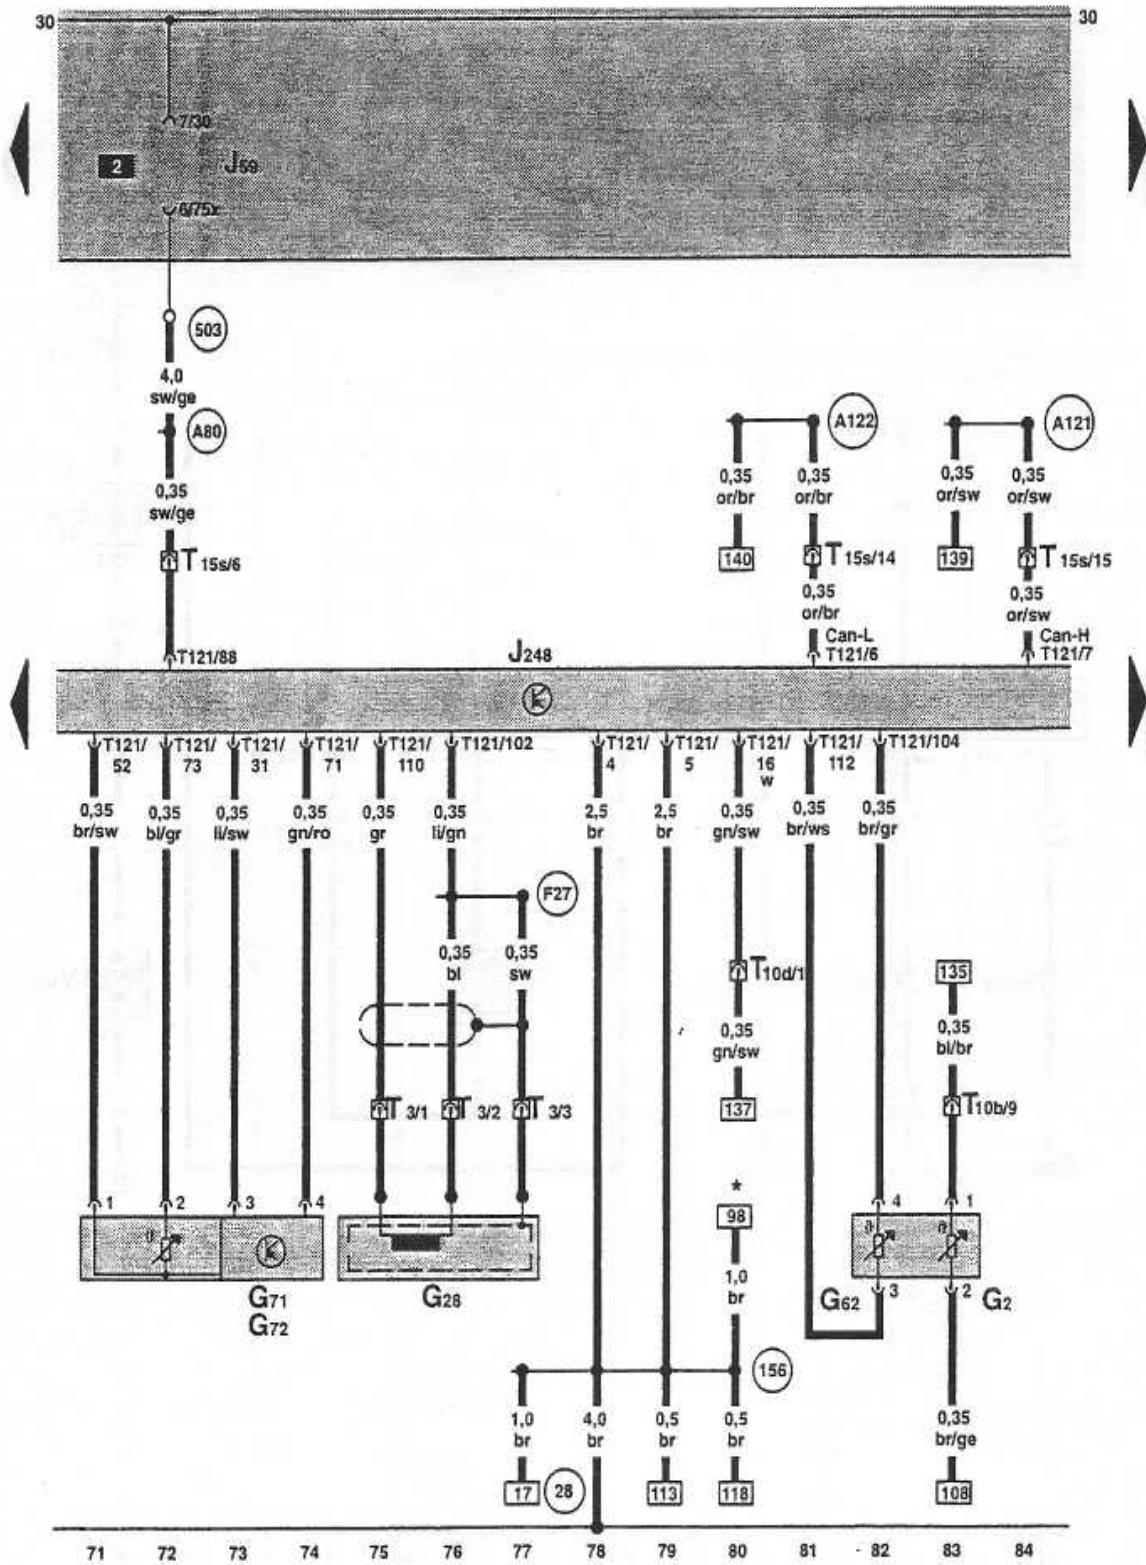 30 30
7/30
2 J59
6/75x
503
4,0
sw/ge
A80
A122 A121
0,35 0,35 0,35 0,35 0,35
sw/ge or/br or/br or/sw or/sw
T 15s/6 140 T 15s/14 139 T 15s/15
0,35 0,35
or/br or/sw
Can-L Can-H
T121/88 J248 T121/6 T121/7
T121/ T121/ T121/ T121/ T121/ T121/102 T121/ T121/ T121/ T121/ T121/104
52 73 31 71 110 4 5 16 112
w
0,35 0,35 0,35 0,35 0,35 0,35 2,5 2,5 0,35 0,35 0,35
br/sw bl/gr li/sw gn/ro gr li/gn br br gn/sw br/ws br/gr
F27
0,35 0,35
bl sw
T10d/1 135
0,35 0,35
gn/sw bl/br
T 3/1 T 3/2 T 3/3 137 T10b/9
*
1 2 3 4 98 4 1
1,0
br
G71 G28 G62 3 2 G2
G72
156
1,0 4,0 0,5 0,5 0,35
br br br br br/ge
17 28 113 118 108
71 72 73 74 75 76 77 78 79 80 81 82 83 84